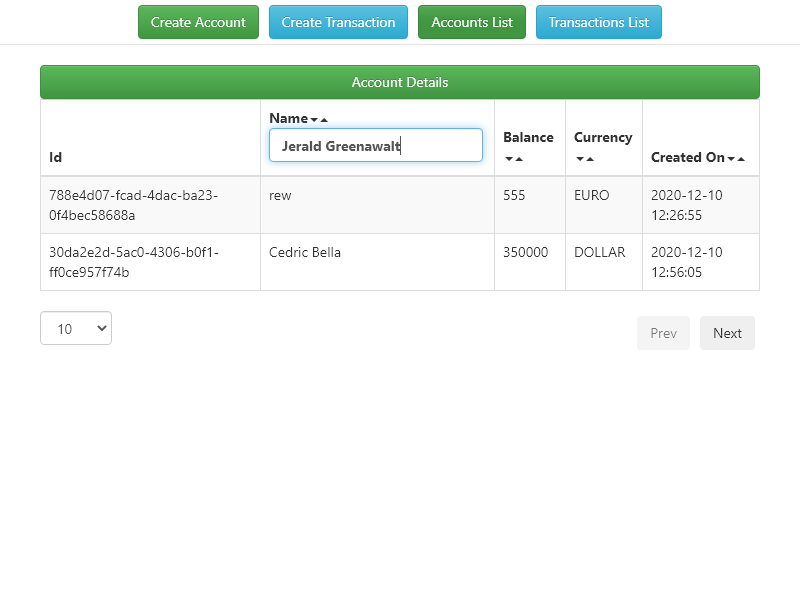 Create Account Create Transaction Accounts List Transactions List
Account Details
Id Name Balance Currency Created On
Jerald Greenawalt
788e4d07-fcad-4dac-ba23- rew 555 EURO 2020-12-10
0f4bec58688a 12:26:55
30da2e2d-5ac0-4306-b0f1- Cedric Bella 350000 DOLLAR 2020-12-10
ff0ce957f74b 12:56:05
10 Prev Next